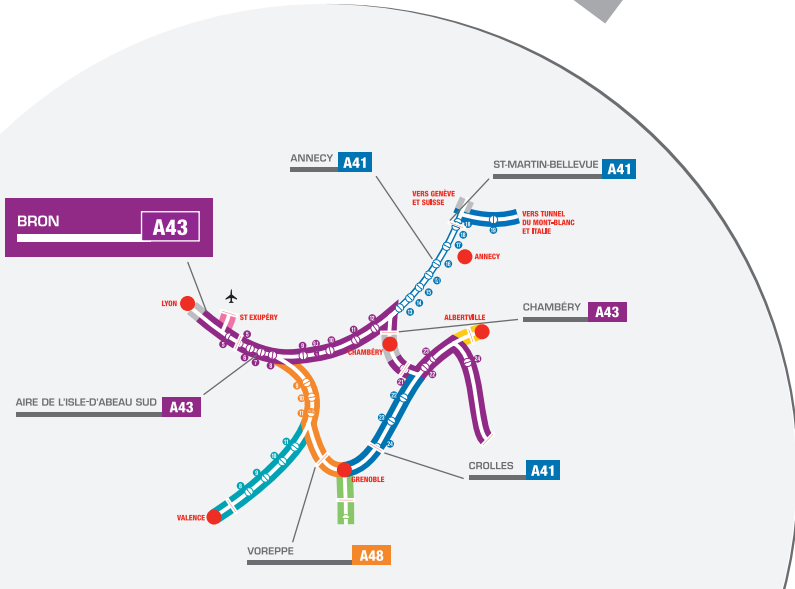 ANNECY A41
ST-MARTIN-BELLEVUE A41
VERS GENÈVE
ET SUISSE
VERS TUNNEL
DU MONT-BLANC
ET ITALIE
BRON A43
ANNECY
LYON
ST EXUPÉRY
CHAMBÉRY A43
ALBERTVILLE
CHAMBÉRY
AIRE DE L'ISLE-D'ABEAU SUD A43
CROLLES A41
GRENOBLE
VALENCE
VOREPPE A48